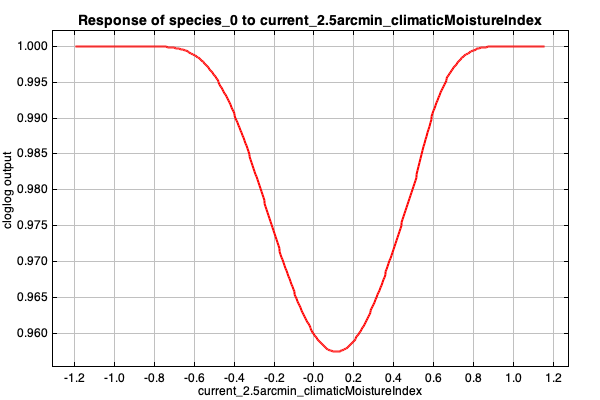 Response of species_0 to current_2.5arcmin_climaticMoistureIndex
1.000
0.995
0.990
0.985
0.980
0.975
0.970
0.965
0.960
cloglog output
-1.2 -1.0 -0.8 -0.6 -0.4 -0.2 -0.0 0.2 0.4 0.6 0.8 1.0 1.2
current_2.5arcmin_climaticMoistureIndex